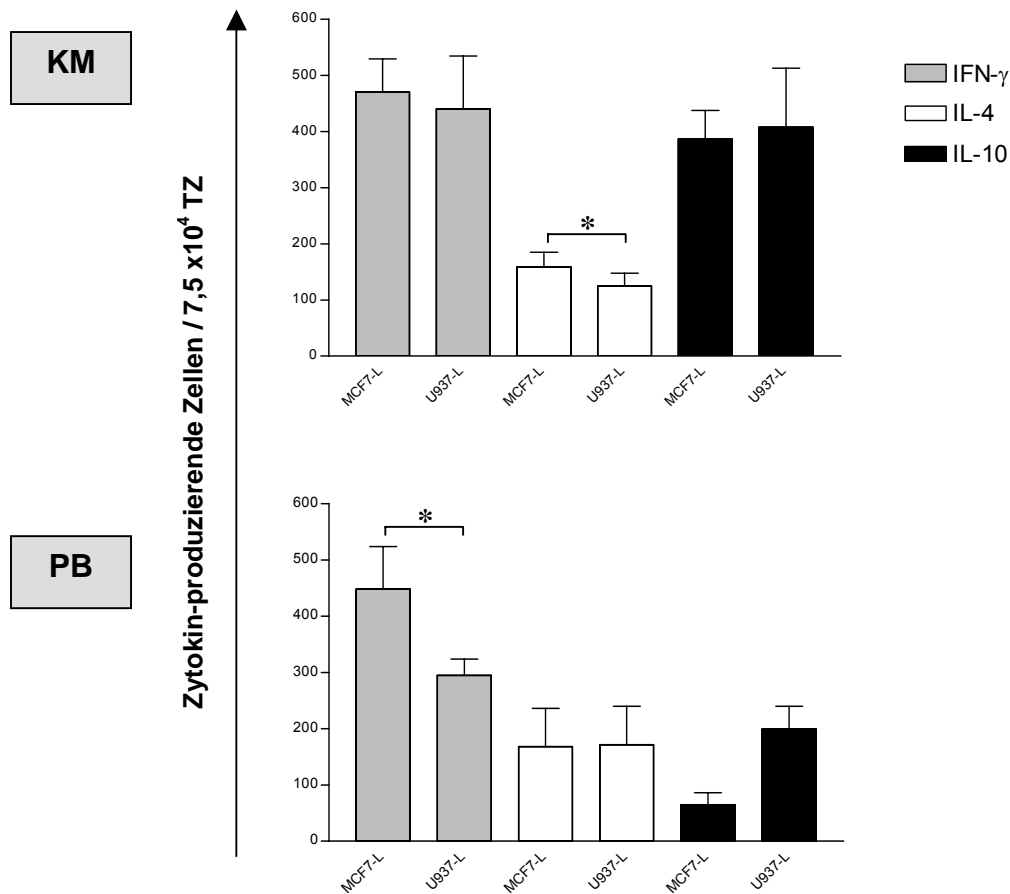 KM
Zytokin-produzierende Zellen / 7,5 x10⁴ TZ
600
500
400
300
200
100
0
*
MCF7-L
U937-L
MCF7-L
U937-L
MCF7-L
U937-L
IFN-γ
IL-4
IL-10
PB
600
500
400
300
200
100
0
*
MCF7-L
U937-L
MCF7-L
U937-L
MCF7-L
U937-L